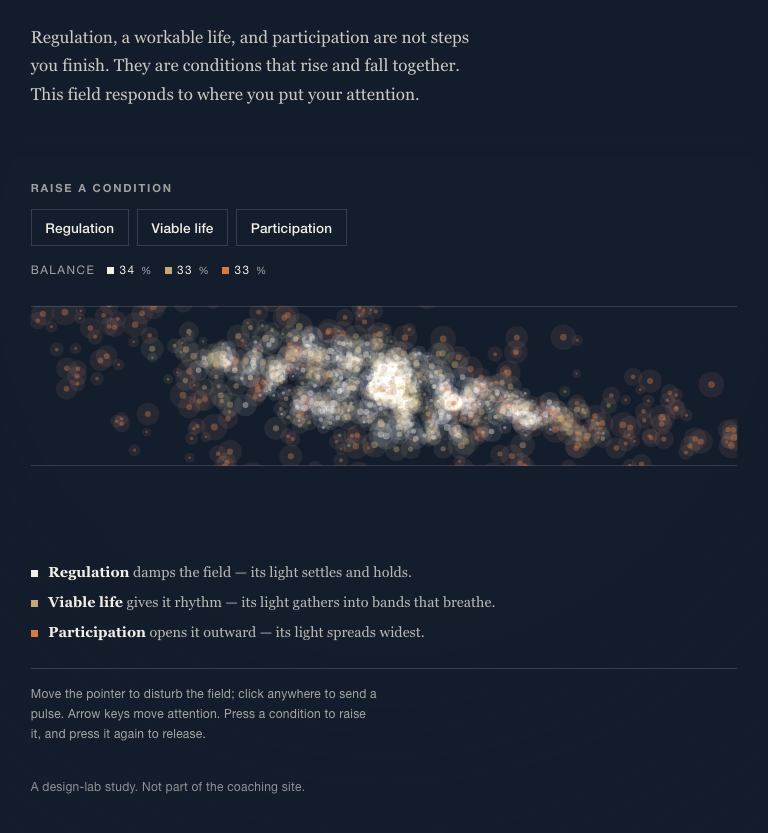 Regulation, a workable life, and participation are not steps
you finish. They are conditions that rise and fall together.
This field responds to where you put your attention.
RAISE A CONDITION
Regulation Viable life Participation
BALANCE 34 % 33 % 33 %
Regulation damps the field — its light settles and holds.
Viable life gives it rhythm — its light gathers into bands that breathe.
Participation opens it outward — its light spreads widest.
Move the pointer to disturb the field; click anywhere to send a
pulse. Arrow keys move attention. Press a condition to raise
it, and press it again to release.
A design-lab study. Not part of the coaching site.